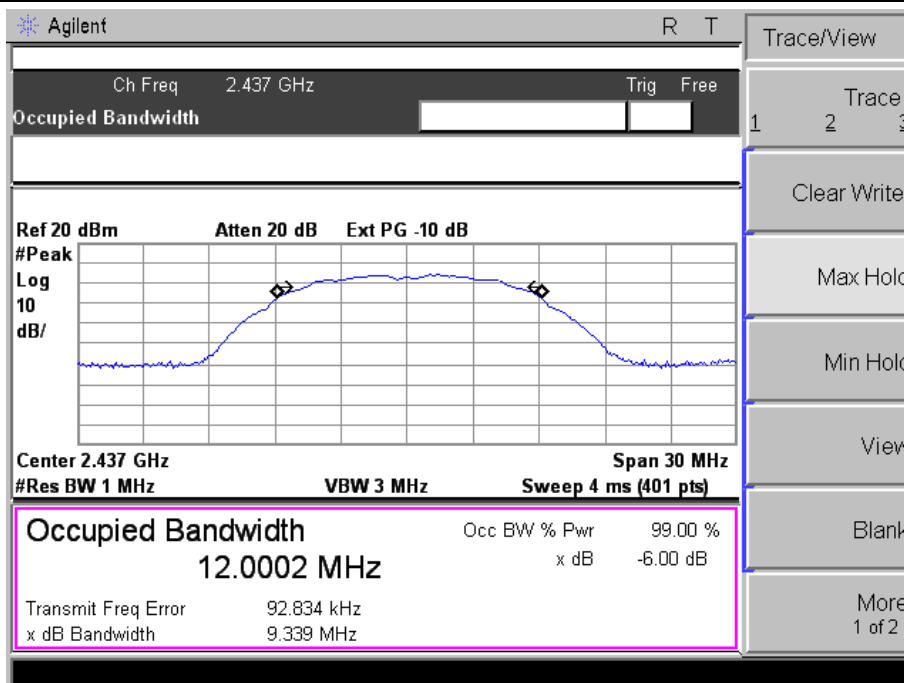 Agilent R T
Trace/View
Ch Freq 2.437 GHz Trig Free
Occupied Bandwidth
Trace
1 2 3
Clear Write
Ref 20 dBm Atten 20 dB Ext PG -10 dB
#Peak
Log
10
dB/
Max Hold
Min Hold
View
Center 2.437 GHz Span 30 MHz
#Res BW 1 MHz VBW 3 MHz Sweep 4 ms (401 pts)
Occupied Bandwidth
12.0002 MHz
Occ BW % Pwr 99.00 %
x dB -6.00 dB
Blank
Transmit Freq Error 92.834 kHz
x dB Bandwidth 9.339 MHz
More
1 of 2